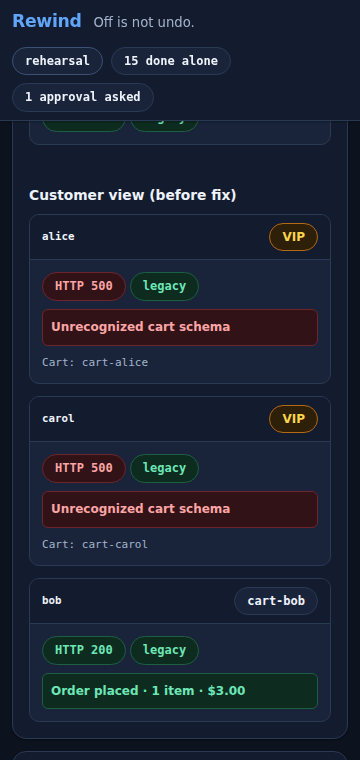 Rewind Off is not undo.
rehearsal 15 done alone
1 approval asked
Customer view (before fix)
alice VIP
HTTP 500 legacy
Unrecognized cart schema
Cart: cart-alice
carol VIP
HTTP 500 legacy
Unrecognized cart schema
Cart: cart-carol
bob cart-bob
HTTP 200 legacy
Order placed · 1 item · $3.00